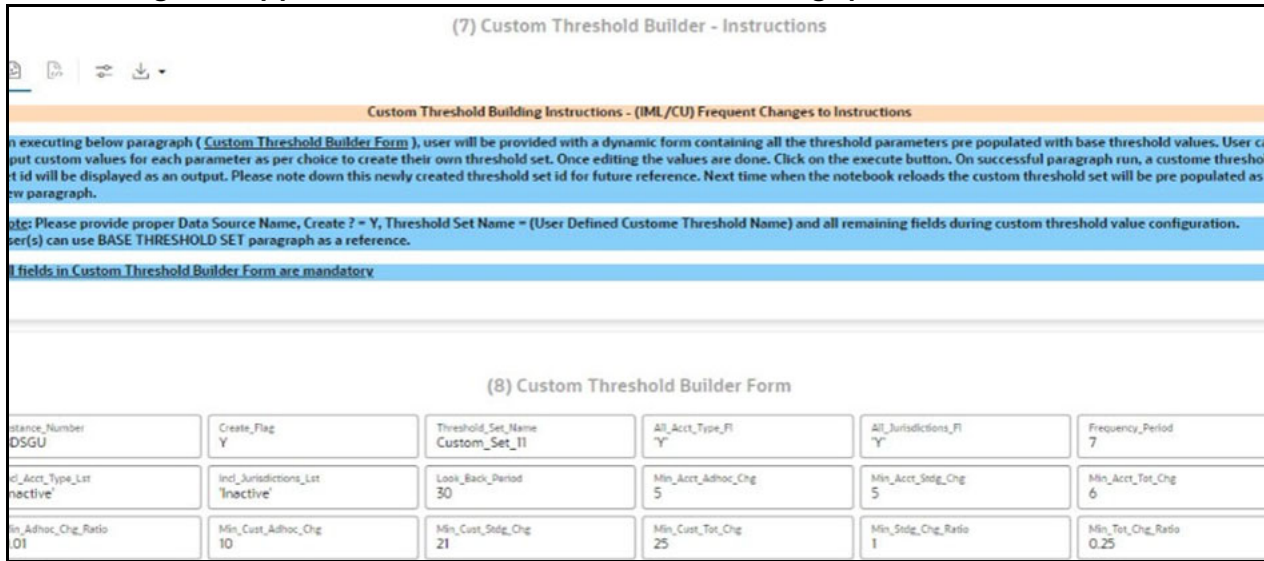 (7) Custom Threshold Builder - Instructions
Custom Threshold Building Instructions - (IML/CU) Frequent Changes to Instructions
n executing below paragraph ( Custom Threshold Builder Form ), user will be provided with a dynamic form containing all the threshold parameters pre populated with base threshold values. User ca
put custom values for each parameter as per choice to create their own threshold set. Once editing the values are done. Click on the execute button. On successful paragraph run, a custome thresho
et id will be displayed as an output. Please note down this newly created threshold set id for future reference. Next time when the notebook reloads the custom threshold set will be pre populated as
ew paragraph.
ote: Please provide proper Data Source Name, Create ? = Y, Threshold Set Name = (User Defined Custome Threshold Name) and all remaining fields during custom threshold value configuration.
ser(s) can use BASE THRESHOLD SET paragraph as a reference.
ll fields in Custom Threshold Builder Form are mandatory
(8) Custom Threshold Builder Form
stance_Number Create_Flag Threshold_Set_Name All_Acct_Type_Fl All_Jurisdictions_Fl Frequency_Period
DSGU Y Custom_Set_11 'Y' 'Y' 7
cl_Acct_Type_Lst Incl_Jurisdictions_Lst Look_Back_Period Min_Acct_Adhoc_Chg Min_Acct_Stdg_Chg Min_Acct_Tot_Chg
nactive' 'Inactive' 30 5 5 6
in_Adhoc_Chg_Ratio Min_Cust_Adhoc_Chg Min_Cust_Stdg_Chg Min_Cust_Tot_Chg Min_Stdg_Chg_Ratio Min_Tot_Chg_Ratio
.01 10 21 25 1 0.25